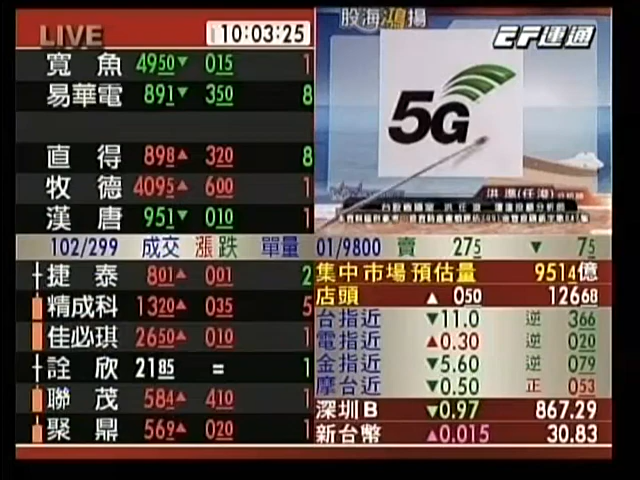 LIVE 10:03:25
股海鴻揚
EF運通
5G
寬魚 4950▼ 015 1
易華電 891▼ 350 8
直得 898▲ 320 8
牧德 4095▲ 600 1
漢唐 951▼ 010 1
102/299 成交 漲跌 單量
01/9800 賣 275 ▼ 75
捷泰 801▲ 001 2
精成科 1320▲ 035 5
佳必琪 2650▲ 010 1
詮欣 2185 = 1
聯茂 584▲ 410 1
聚鼎 569▲ 020 1
集中市場預估量 9514億
店頭 ▲ 050 12668
台指近 ▼11.0 逆 366
電指近 ▲0.30 逆 020
金指近 ▼5.60 逆 079
摩台近 ▼0.50 正 053
深圳B ▼0.97 867.29
新台幣 ▲0.015 30.83